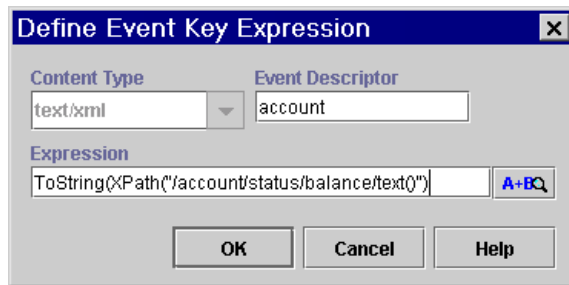 Define Event Key Expression
Content Type Event Descriptor
text/xml account
Expression
ToString(XPath("/account/status/balance/text()") A+B
OK Cancel Help